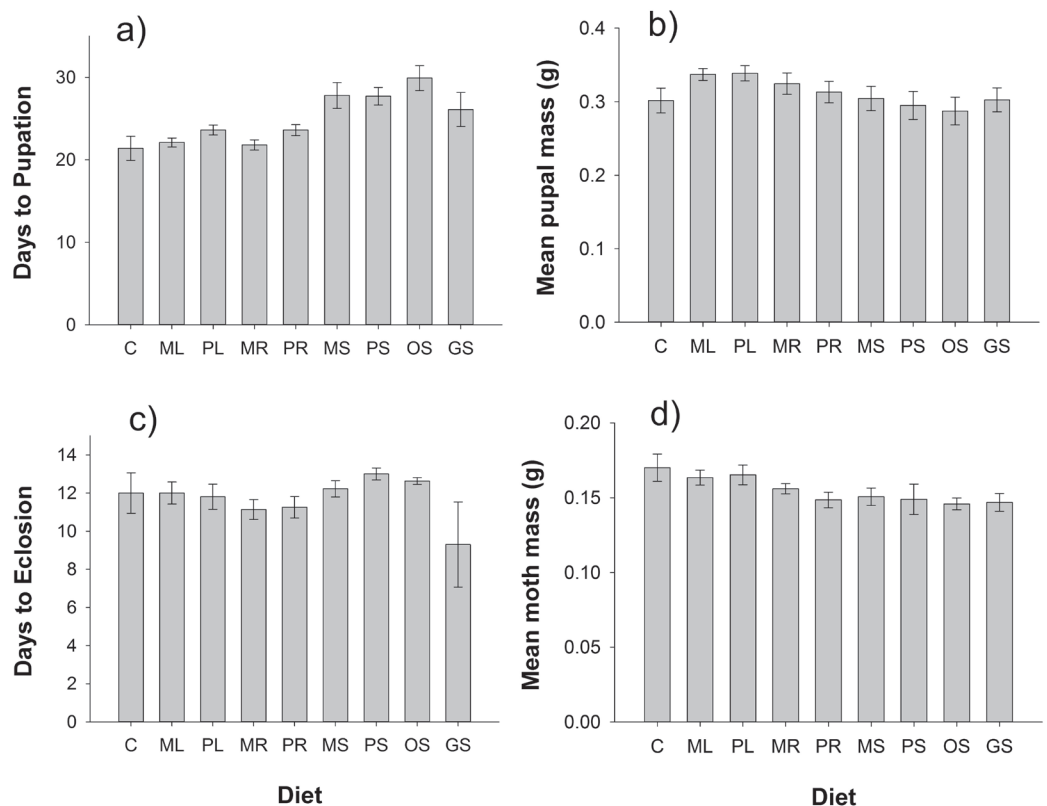 a)
Days to Pupation
30
20
10
0
C ML PL MR PR MS PS OS GS
b)
Mean pupal mass (g)
0.4
0.3
0.2
0.1
0.0
C ML PL MR PR MS PS OS GS
c)
Days to Eclosion
14
12
10
8
6
4
2
0
C ML PL MR PR MS PS OS GS
Diet
d)
Mean moth mass (g)
0.20
0.15
0.10
0.05
0.00
C ML PL MR PR MS PS OS GS
Diet